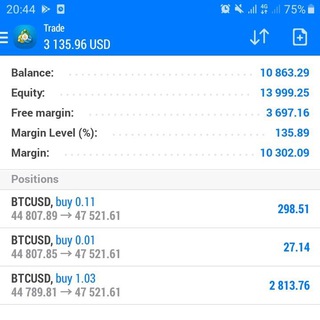 20:44 75%
Trade
3 135.96 USD
Balance: 10 863.29
Equity: 13 999.25
Free margin: 3 697.16
Margin Level (%): 135.89
Margin: 10 302.09
Positions
BTCUSD, buy 0.11
44 807.89 → 47 521.61 298.51
BTCUSD, buy 0.01
44 807.85 → 47 521.61 27.14
BTCUSD, buy 1.03
44 789.81 → 47 521.61 2 813.76